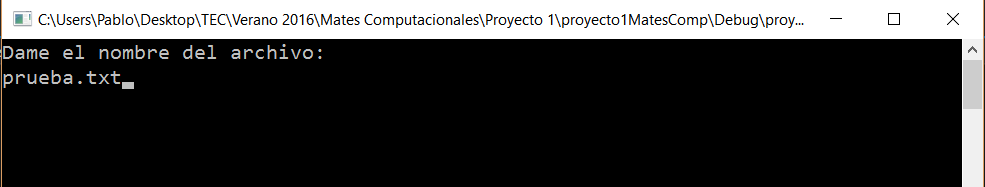 C:\Users\Pablo\Desktop\TEC\Verano 2016\Mates Computacionales\Proyecto 1\proyecto1MatesComp\Debug\proy...
Dame el nombre del archivo:
prueba.txt